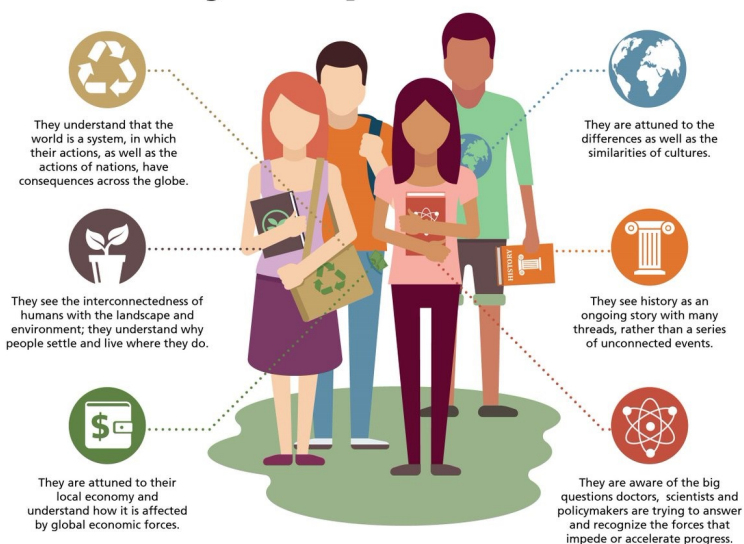 They understand that the
world is a system, in which
their actions, as well as the
actions of nations, have
consequences across the globe.
They see the interconnectedness of
humans with the landscape and
environment; they understand why
people settle and live where they do.
$
They are attuned to their
local economy and
understand how it is affected
by global economic forces.
They are attuned to the
differences as well as the
similarities of cultures.
HISTORY
They see history as an
ongoing story with many
threads, rather than a series
of unconnected events.
They are aware of the big
questions doctors, scientists and
policymakers are trying to answer
and recognize the forces that
impede or accelerate progress.